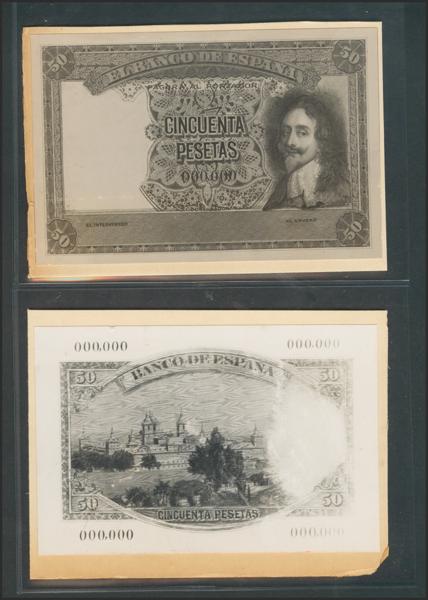 50 50
EL BANCO DE ESPAÑA
PAGARÁ AL PORTADOR
CINCUENTA
PESETAS
000.000
EL INTERVENTOR
EL CAJERO
50 50
000.000 000.000
BANCO DE ESPAÑA
50 50
50 50
CINCUENTA PESETAS
000.000 000.000